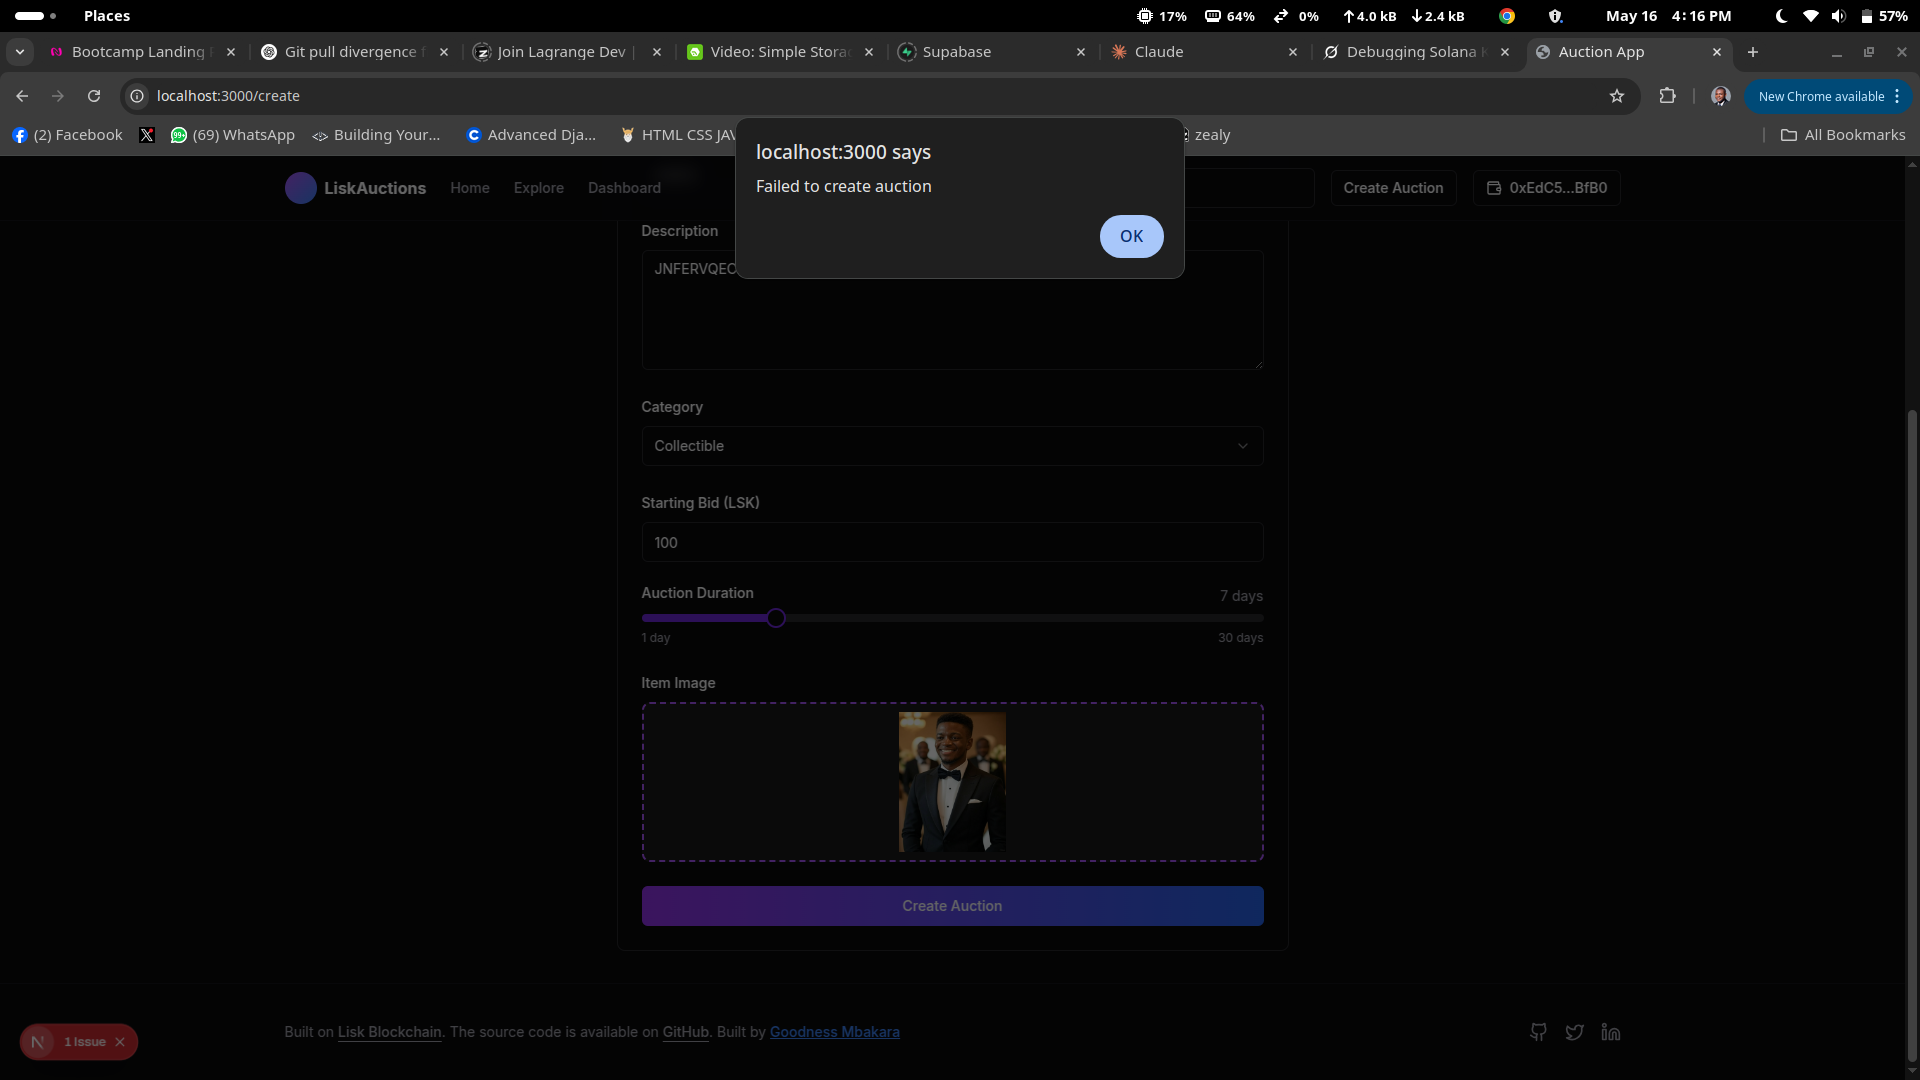 Places
17%
64%
0%
4.0 kB
2.4 kB
May 16 4:16 PM
57%
Bootcamp Landing
Git pull divergence
Join Lagrange Dev |
Video: Simple Storag
Supabase
Claude
Debugging Solana
Auction App
localhost:3000/create
New Chrome available
(2) Facebook
99+
(69) WhatsApp
Building Your...
Advanced Dja...
HTML CSS JAV
zealy
All Bookmarks
localhost:3000 says
Failed to create auction
OK
LiskAuctions
Home
Explore
Dashboard
Create Auction
0xEdC5...BfB0
Description
JNFERVQEC
Category
Collectible
Starting Bid (LSK)
100
Auction Duration
7 days
1 day
30 days
Item Image
Create Auction
Built on Lisk Blockchain. The source code is available on GitHub. Built by Goodness Mbakara
N 1 Issue